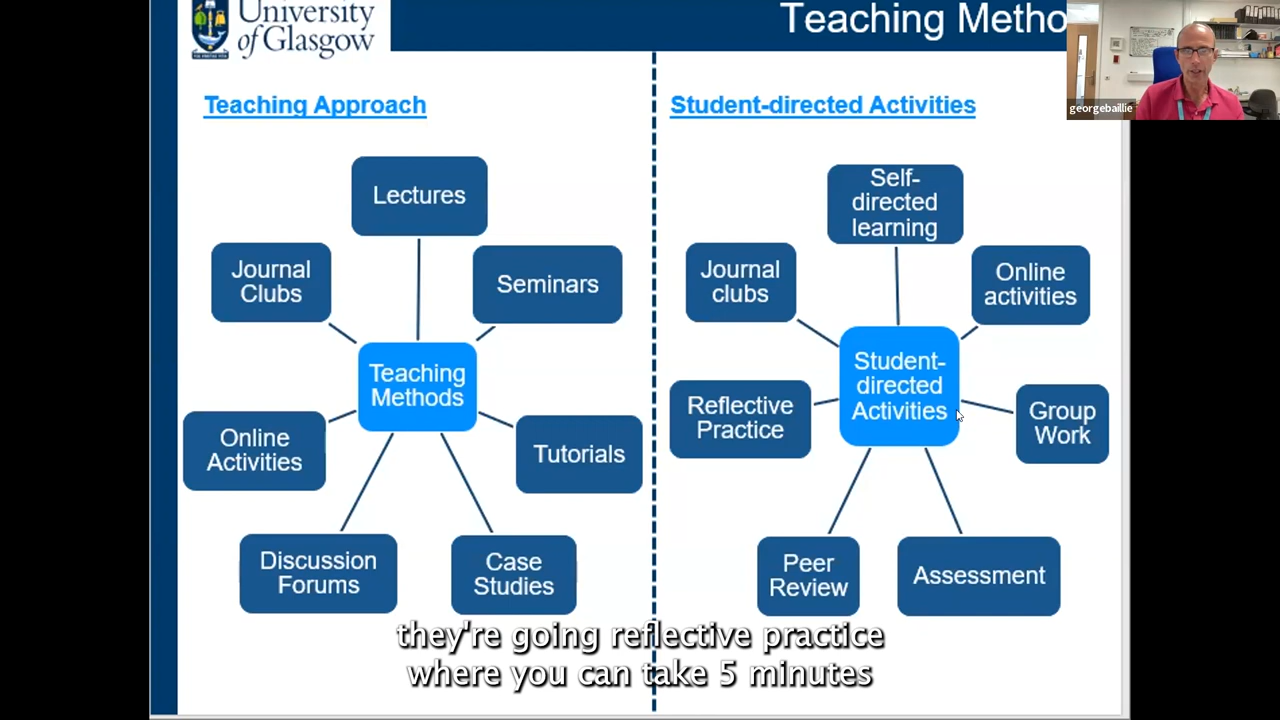 University
of Glasgow
Teaching Metho
georgebaillie
Teaching Approach
Student-directed Activities
Lectures
Journal
Clubs
Seminars
Teaching
Methods
Online
Activities
Tutorials
Discussion
Forums
Case
Studies
Self-
directed
learning
Journal
clubs
Online
activities
Student-
directed
Activities
Reflective
Practice
Group
Work
Peer
Review
Assessment
they're going reflective practice
where you can take 5 minutes